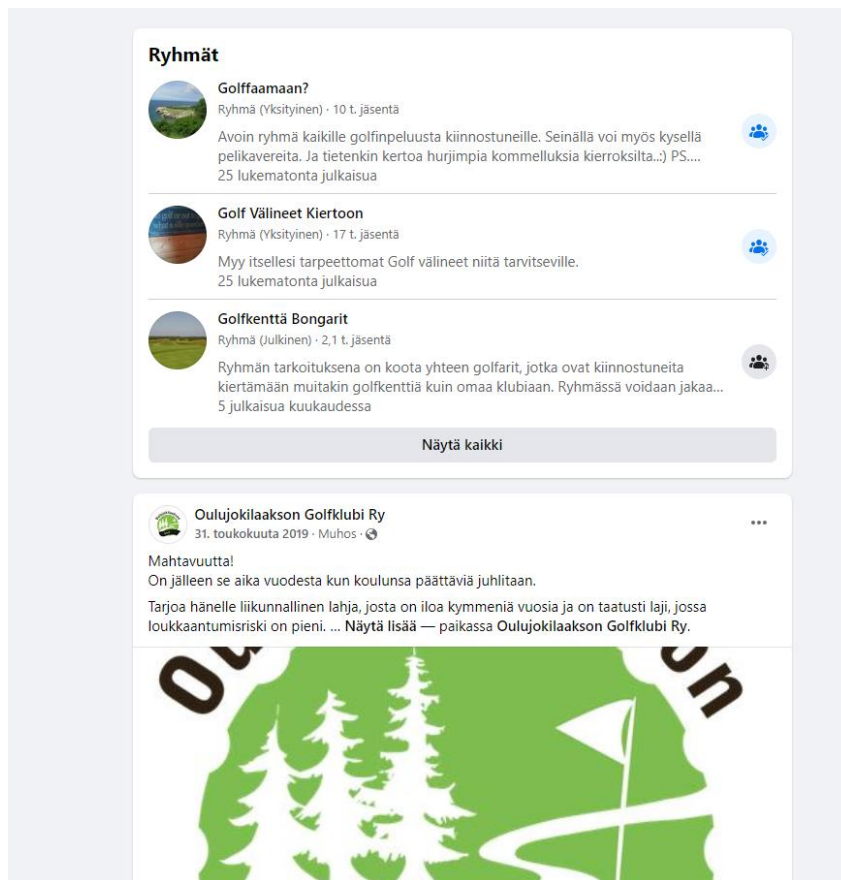 Ryhmät
Golffaamaan?
Ryhmä (Yksityinen) · 10 t. jäsentä
Avoin ryhmä kaikille golfinpeluusta kiinnostuneille. Seinällä voi myös kysellä
pelikavereita. Ja tietenkin kertoa hurjimpia kommelluksia kierroksilta..:) PS....
25 lukematonta julkaisua
Golf Välineet Kiertoon
Ryhmä (Yksityinen) · 17 t. jäsentä
Myy itsellesi tarpeettomat Golf välineet niitä tarvitseville.
25 lukematonta julkaisua
Golfkenttä Bongarit
Ryhmä (Julkinen) · 2,1 t. jäsentä
Ryhmän tarkoituksena on koota yhteen golfarit, jotka ovat kiinnostuneita
kiertämään muitakin golfkenttiä kuin omaa klubiaan. Ryhmässä voidaan jakaa...
5 julkaisua kuukaudessa
Näytä kaikki
Oulujokilaakson Golfklubi Ry
31. toukokuuta 2019 · Muhos ·
Mahtavuutta!
On jälleen se aika vuodesta kun koulunsa päättäviä juhlitaan.
Tarjoa hänelle liikunnallinen lahja, josta on iloa kymmeniä vuosia ja on taatusti laji, jossa
loukkaantumisriski on pieni. ... Näytä lisää — paikassa Oulujokilaakson Golfklubi Ry.
Ou on